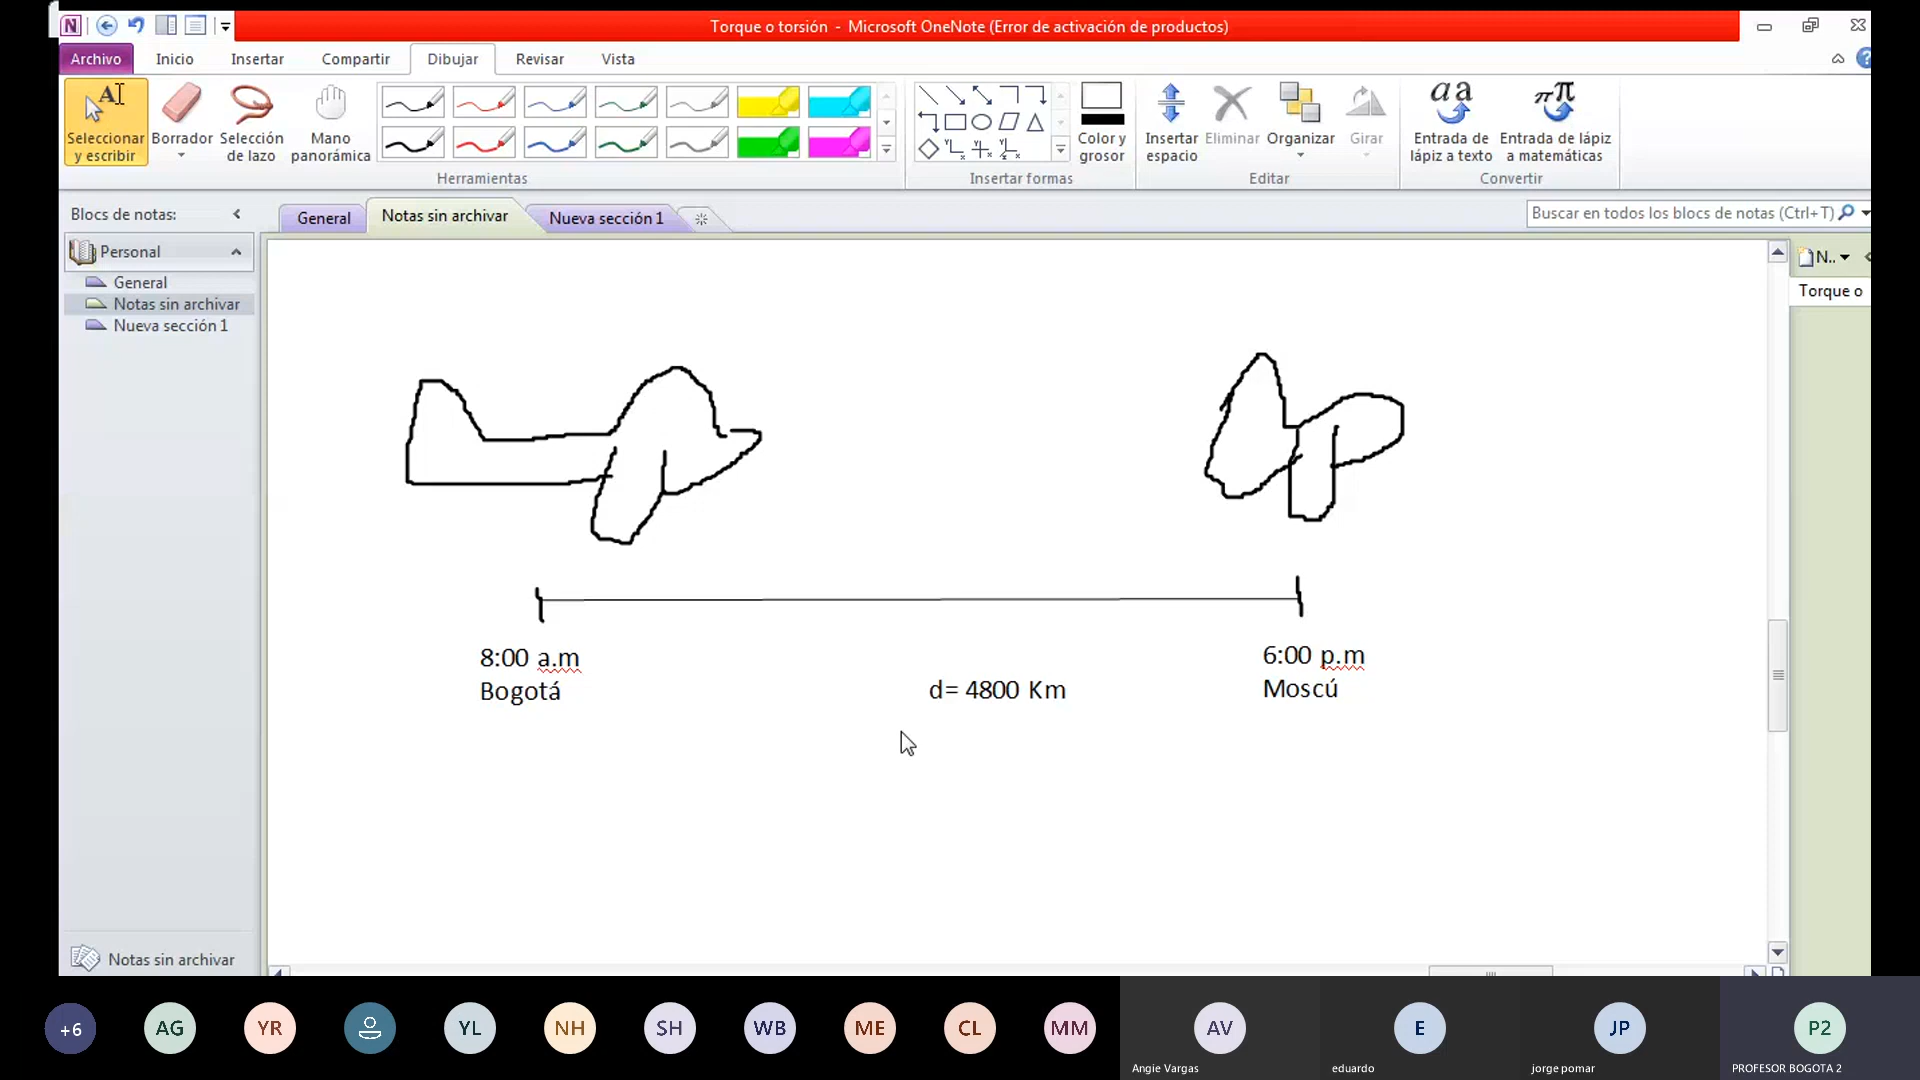 Torque o torsión - Microsoft OneNote (Error de activación de productos)
Archivo Inicio Insertar Compartir Dibujar Revisar Vista
Seleccionar y escribir
Borrador
Selección de lazo
Mano panorámica
Color y grosor
Insertar espacio
Eliminar
Organizar
Girar
Entrada de lápiz a texto
Entrada de lápiz a matemáticas
Herramientas
Insertar formas
Editar
Convertir
Blocs de notas:
General
Notas sin archivar
Nueva sección 1
Buscar en todos los blocs de notas (Ctrl+T)
Personal
General
Notas sin archivar
Nueva sección 1
N..
Torque o
8:00 a.m
Bogotá
d= 4800 Km
6:00 p.m
Moscú
Notas sin archivar
+6 AG YR YL NH SH WB ME CL MM AV E JP P2
Angie Vargas
eduardo
jorge pomar
PROFESOR BOGOTA 2